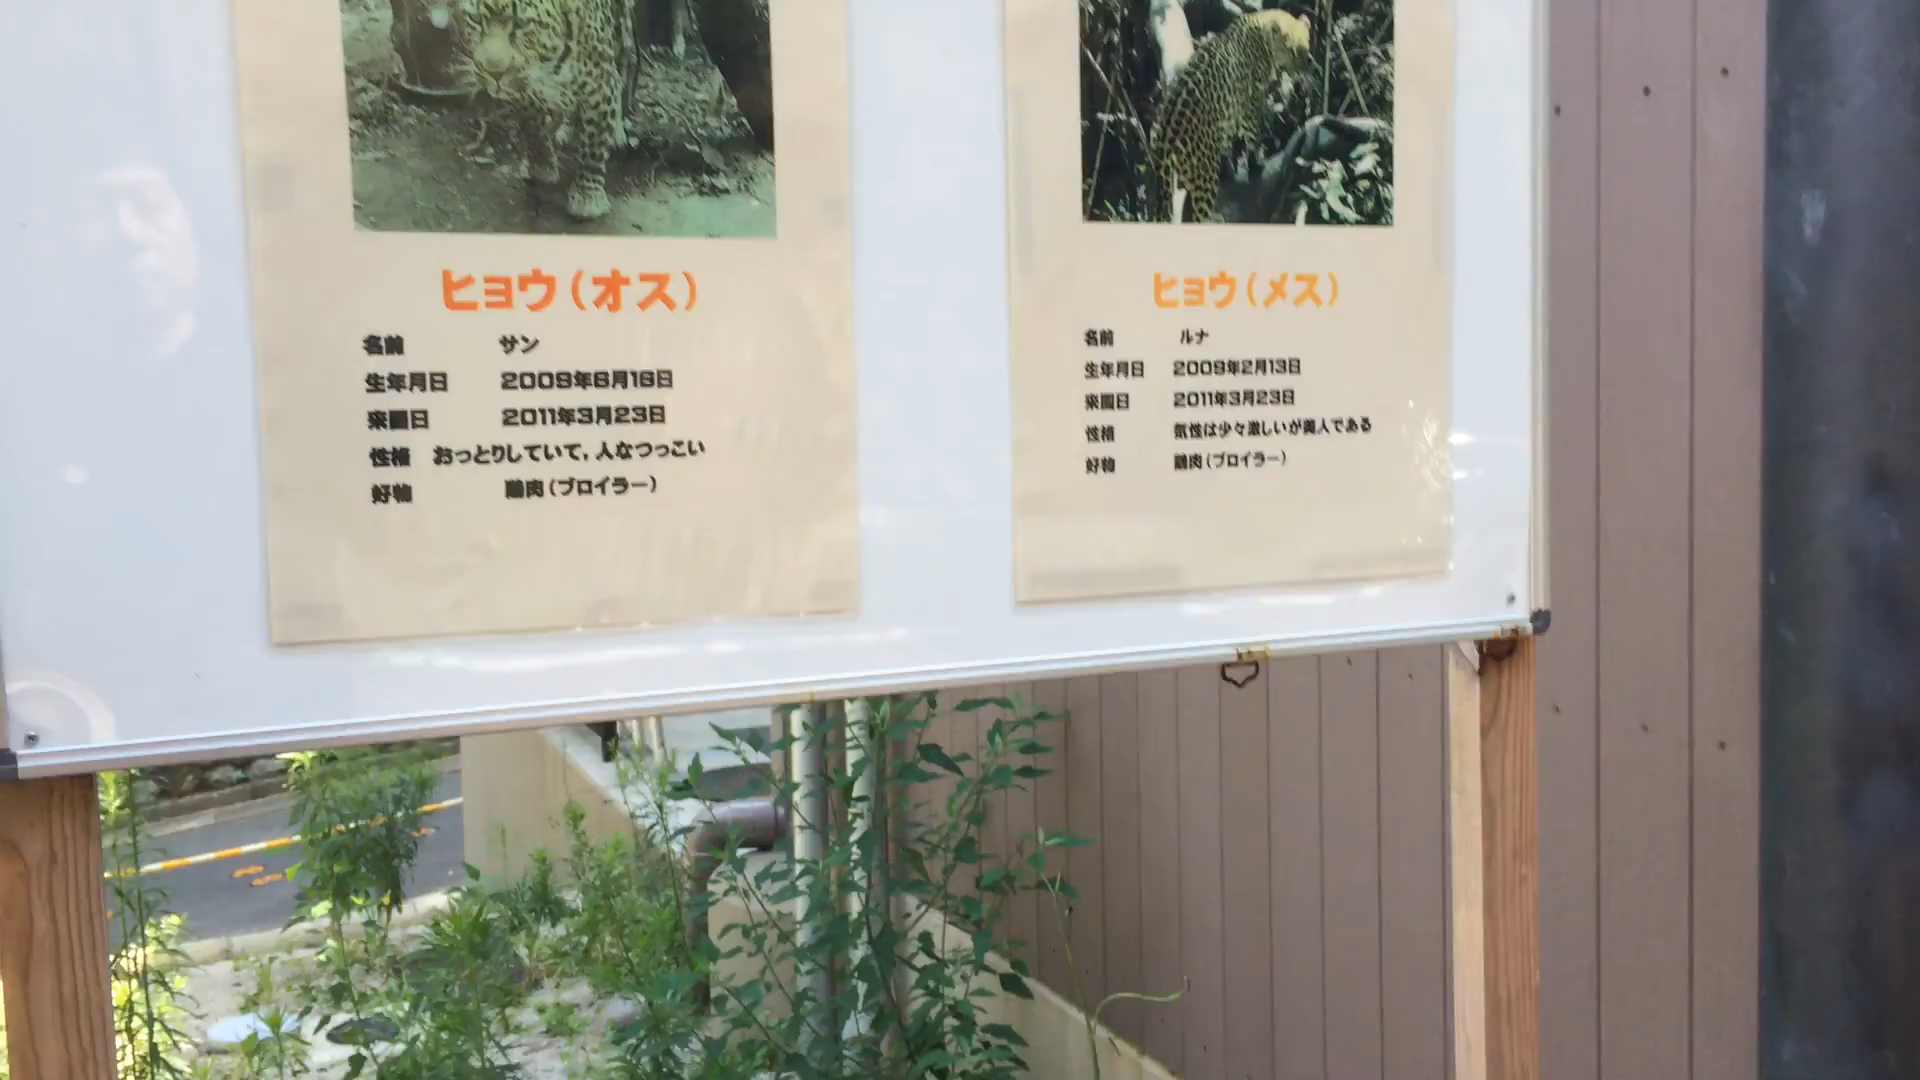 ヒョウ(オス)
名前 サン
生年月日 2009年6月16日
来園日 2011年3月23日
性格 おっとりしていて,人なつっこい
好物 鶏肉(ブロイラー)
ヒョウ(メス)
名前 ルナ
生年月日 2009年2月13日
来園日 2011年3月23日
性格 気性は少々激しいが美人である
好物 鶏肉(ブロイラー)